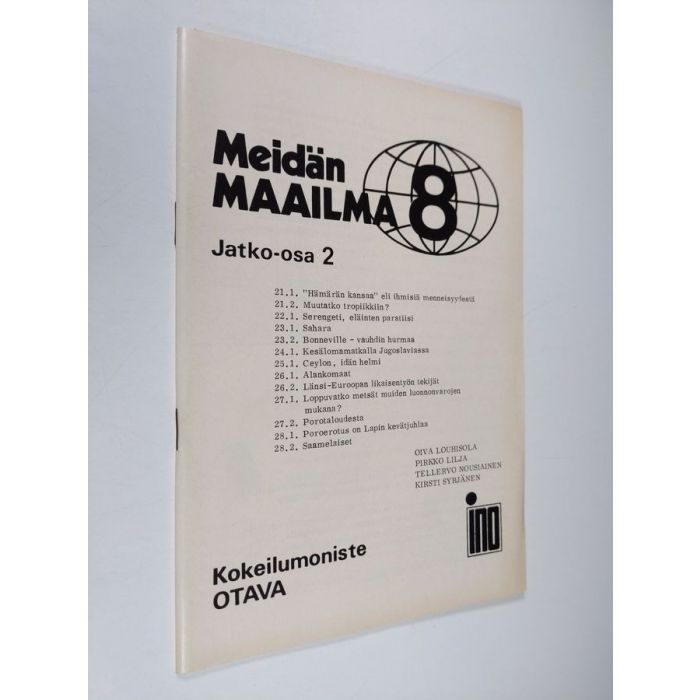 Meidän
MAAILMA 8
Jatko-osa 2
21.1. "Hämärän kansaa" eli ihmisiä menneisyydestä
21.2. Muutatko tropiikkiin?
22.1. Serengeti, eläinten paratiisi
23.1. Sahara
23.2. Bonneville - vauhdin hurmaa
24.1. Kesälomamatkalla Jugoslaviassa
25.1. Ceylon, idän helmi
26.1. Alankomaat
26.2. Länsi-Euroopan likaisentyön tekijät
27.1. Loppuvatko metsät muiden luonnonvarojen
mukana?
27.2. Porotaloudesta
28.1. Poroerotus on Lapin kevätjuhlaa
28.2. Saamelaiset
OIVA LOUHISOLA
PIRKKO LILJA
TELLERVO NOUSIAINEN
KIRSTI SYRJÄNEN
ino
Kokeilumoniste
OTAVA